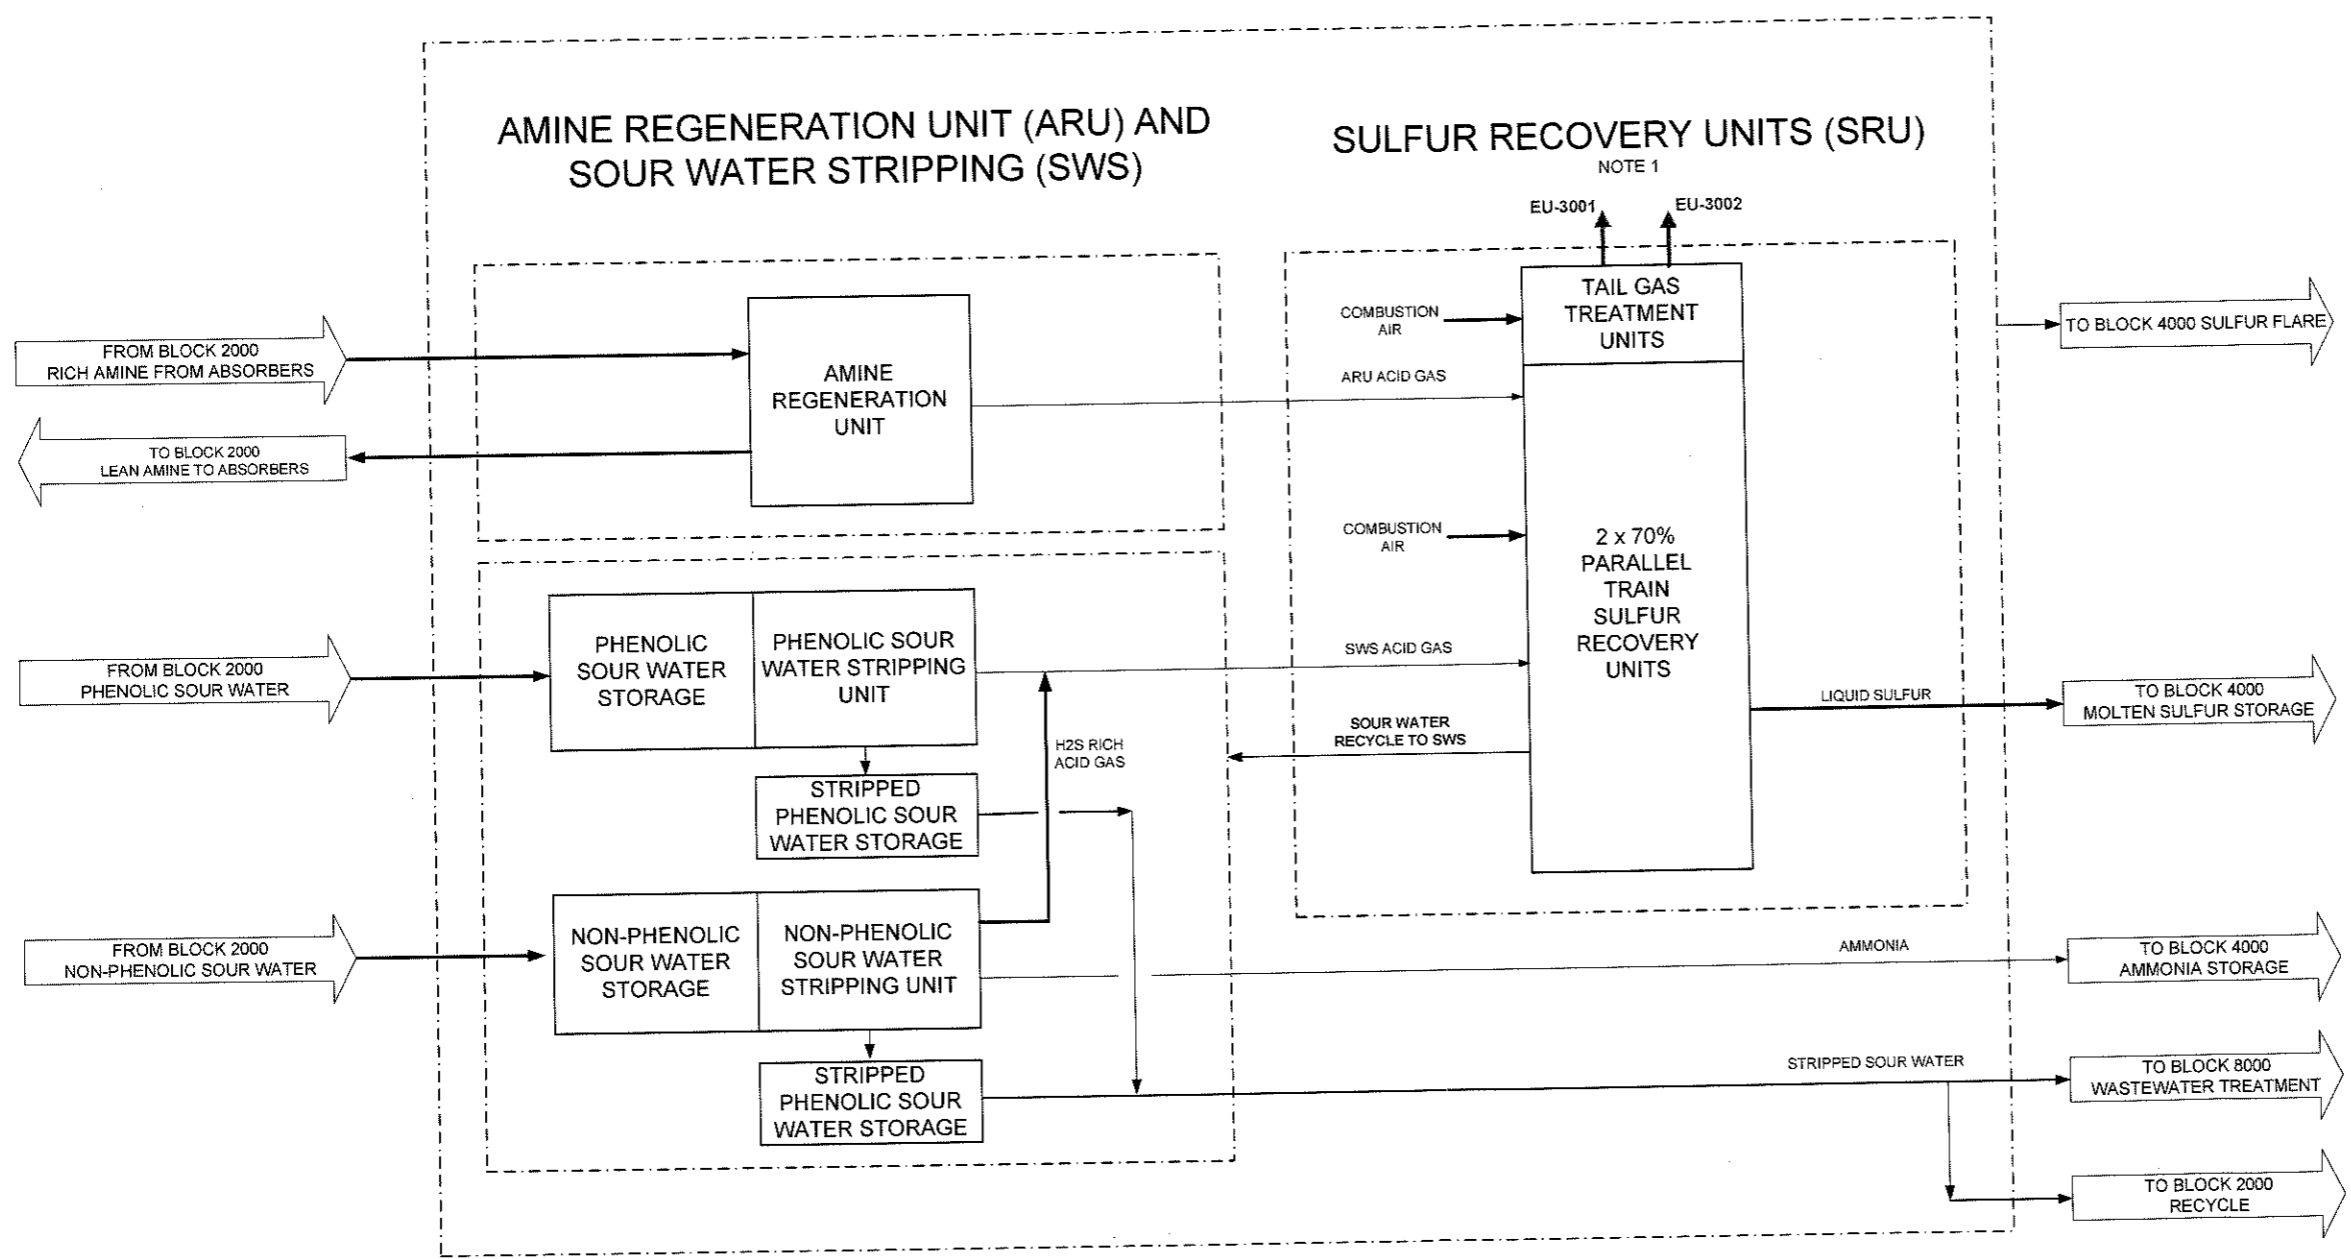 AMINE REGENERATION UNIT (ARU) AND
SOUR WATER STRIPPING (SWS)
SULFUR RECOVERY UNITS (SRU)
NOTE 1
EU-3001
EU-3002
FROM BLOCK 2000
RICH AMINE FROM ABSORBERS
TO BLOCK 2000
LEAN AMINE TO ABSORBERS
AMINE
REGENERATION
UNIT
COMBUSTION
AIR
TAIL GAS
TREATMENT
UNITS
ARU ACID GAS
COMBUSTION
AIR
2 x 70%
PARALLEL
TRAIN
SULFUR
RECOVERY
UNITS
TO BLOCK 4000 SULFUR FLARE
FROM BLOCK 2000
PHENOLIC SOUR WATER
PHENOLIC
SOUR WATER
STORAGE
PHENOLIC SOUR
WATER STRIPPING
UNIT
SWS ACID GAS
SOUR WATER
RECYCLE TO SWS
H2S RICH
ACID GAS
LIQUID SULFUR
TO BLOCK 4000
MOLTEN SULFUR STORAGE
STRIPPED
PHENOLIC SOUR
WATER STORAGE
FROM BLOCK 2000
NON-PHENOLIC SOUR WATER
NON-PHENOLIC
SOUR WATER
STORAGE
NON-PHENOLIC
SOUR WATER
STRIPPING UNIT
AMMONIA
TO BLOCK 4000
AMMONIA STORAGE
STRIPPED
PHENOLIC SOUR
WATER STORAGE
STRIPPED SOUR WATER
TO BLOCK 8000
WASTEWATER TREATMENT
TO BLOCK 2000
RECYCLE